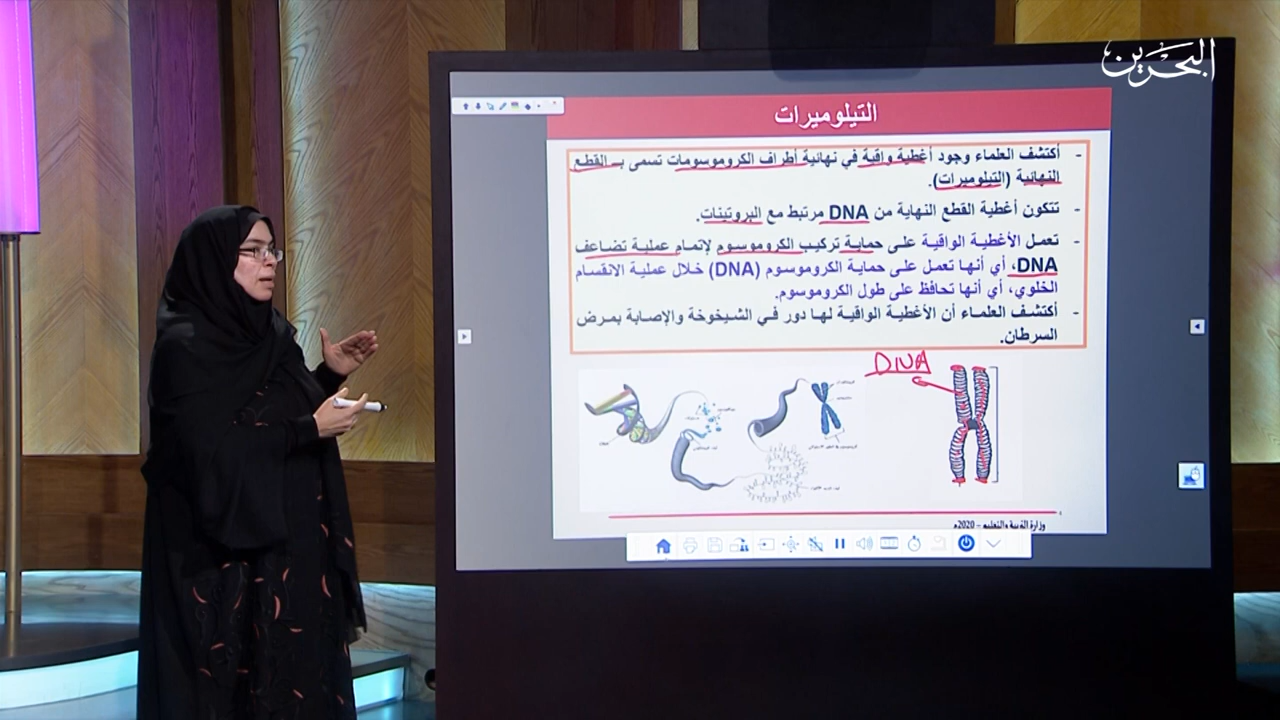 البحرين
التيلوميرات
- أكتشف العلماء وجود أغطية واقية في نهائية أطراف الكروموسومات تسمى بـ القطع
النهائية (التيلوميرات).
- تتكون أغطية القطع النهاية من DNA مرتبط مع البروتينات.
- تعمل الأغطية الواقية على حماية تركيب الكروموسوم لإتمام عملية تضاعف
DNA، أي أنها تعمل على حماية الكروموسوم (DNA) خلال عملية الانقسام
الخلوي، أي أنها تحافظ على طول الكروموسوم.
- أكتشف العلماء أن الأغطية الواقية لها دور في الشيخوخة والإصابة بمرض
السرطان.
DNA
وزارة التربية والتعليم – 2020م